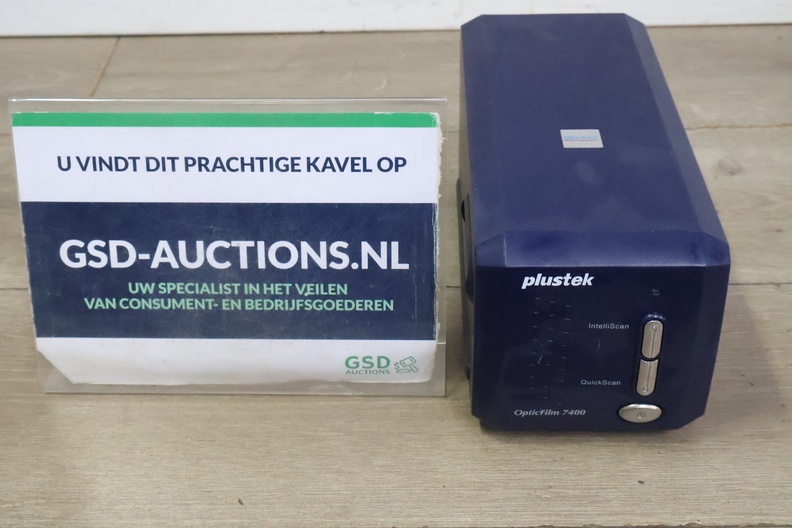 U VINDT DIT PRACHTIGE KAVEL OP
GSD-AUCTIONS.NL
UW SPECIALIST IN HET VEILEN
VAN CONSUMENT- EN BEDRIJFSGOEDEREN
GSD
AUCTIONS
plustek
IntelliScan
QuickScan
OpticFilm 7400